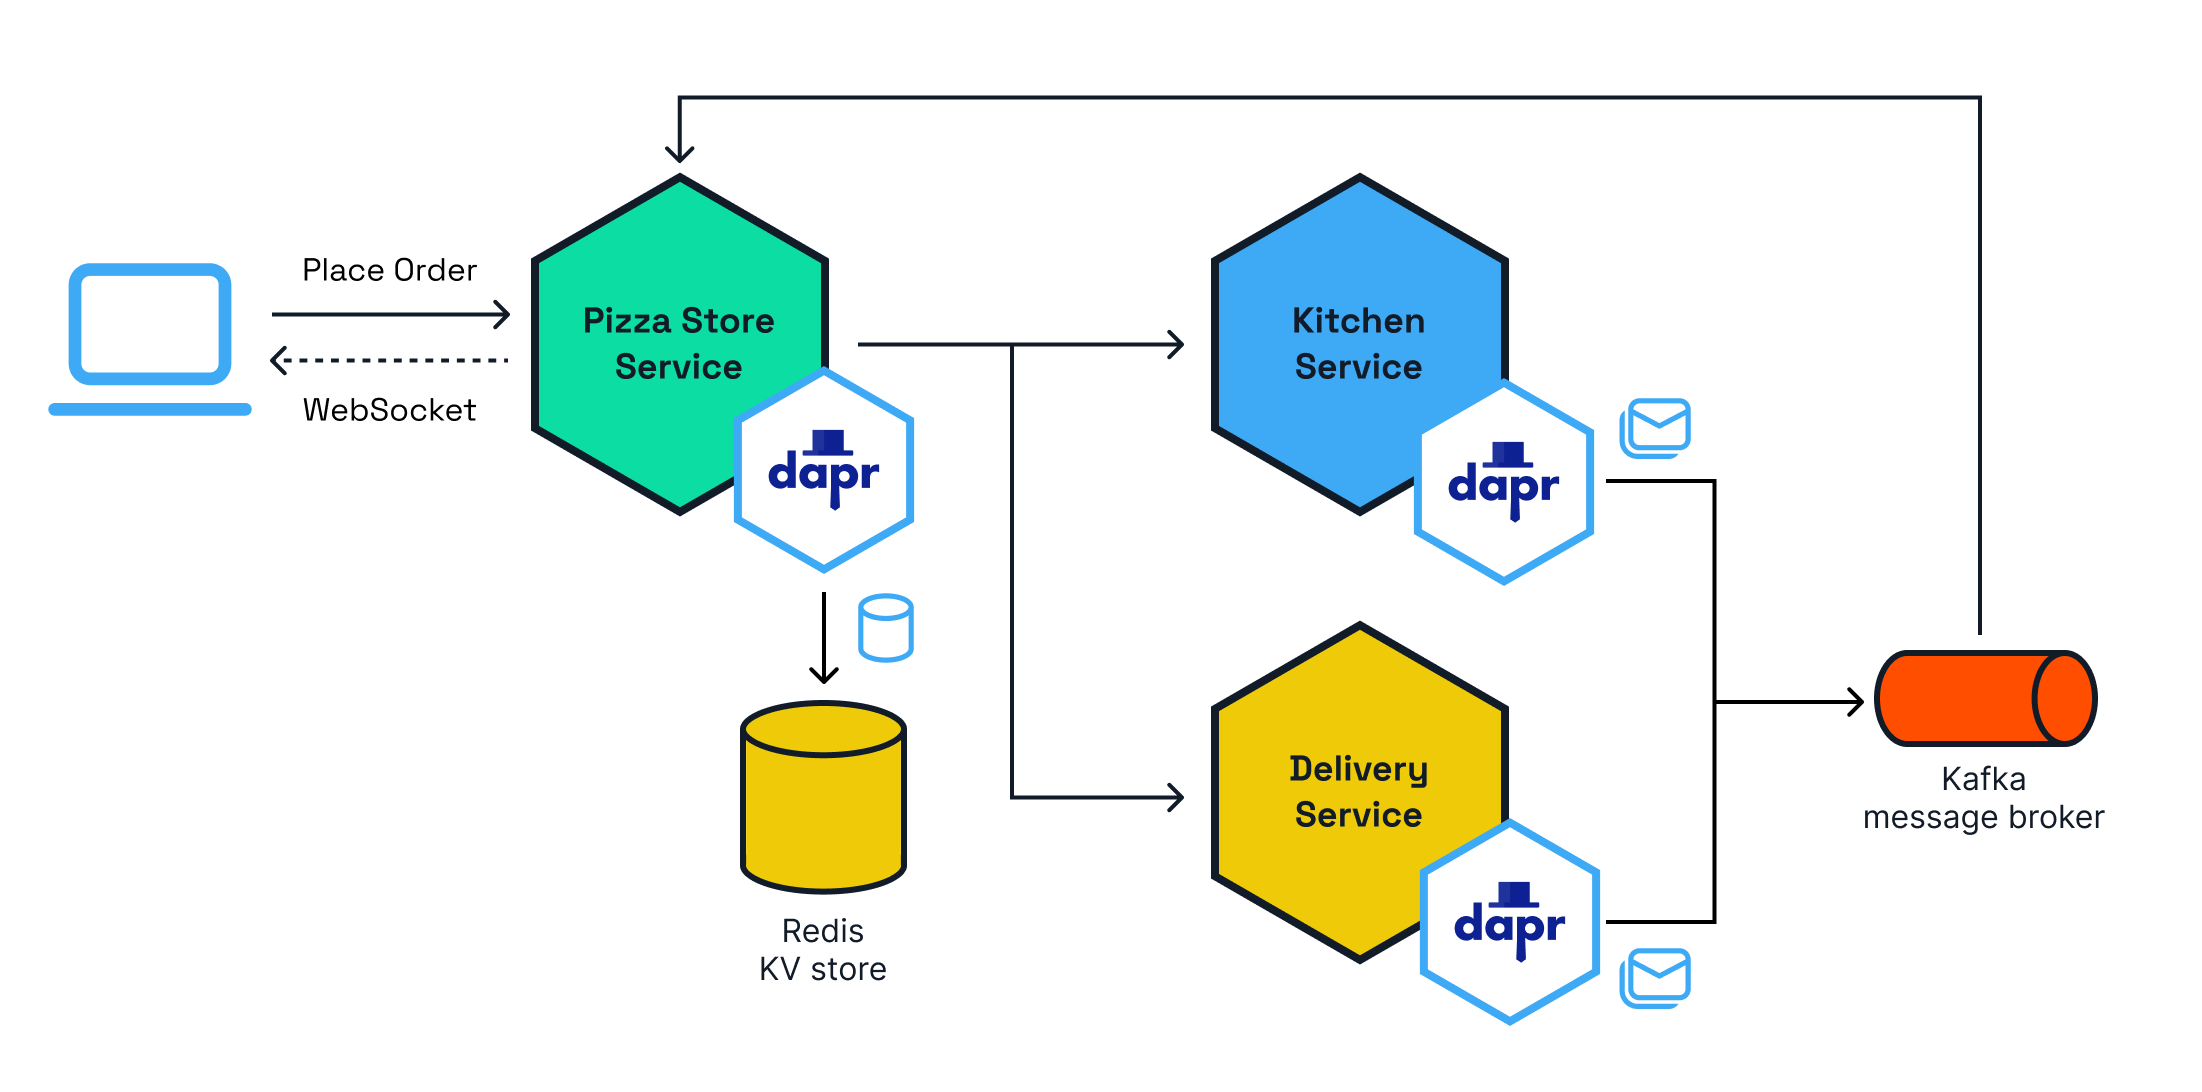 Place Order
WebSocket
Pizza Store
Service
dapr
Redis
KV store
Kitchen
Service
dapr
Delivery
Service
dapr
Kafka
message broker